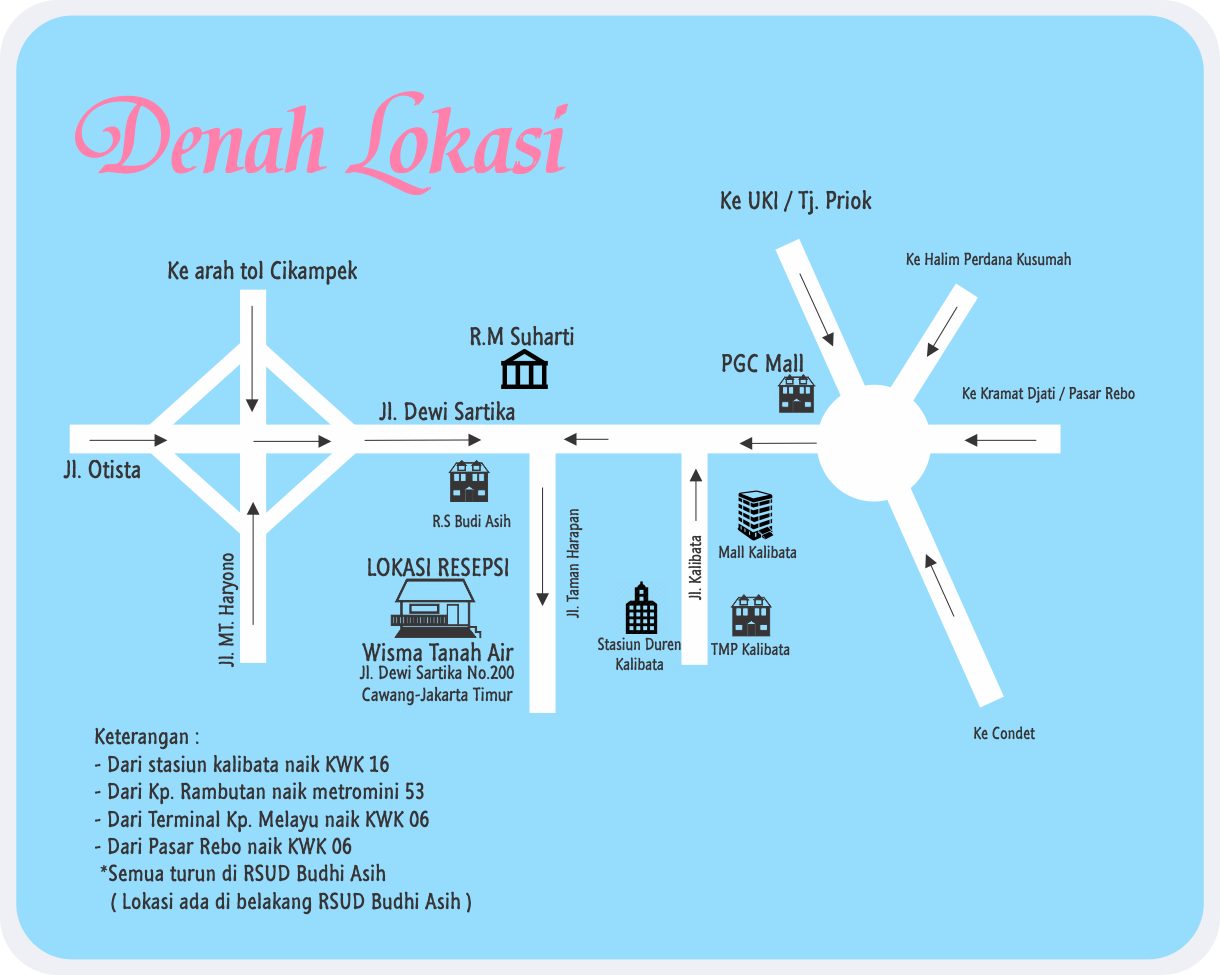 Denah Lokasi
Ke UKI / Tj. Priok
Ke Halim Perdana Kusumah
Ke arah tol Cikampek
R.M Suharti
PGC Mall
Ke Kramat Djati / Pasar Rebo
Jl. Dewi Sartika
Jl. Otista
R.S Budi Asih
Jl. Taman Harapan
Jl. Kalibata
Mall Kalibata
Jl. MT. Haryono
LOKASI RESEPSI
Wisma Tanah Air
Jl. Dewi Sartika No.200
Cawang-Jakarta Timur
Stasiun Duren
Kalibata
TMP Kalibata
Ke Condet
Keterangan :
- Dari stasiun kalibata naik KWK 16
- Dari Kp. Rambutan naik metromini 53
- Dari Terminal Kp. Melayu naik KWK 06
- Dari Pasar Rebo naik KWK 06
*Semua turun di RSUD Budhi Asih
( Lokasi ada di belakang RSUD Budhi Asih )